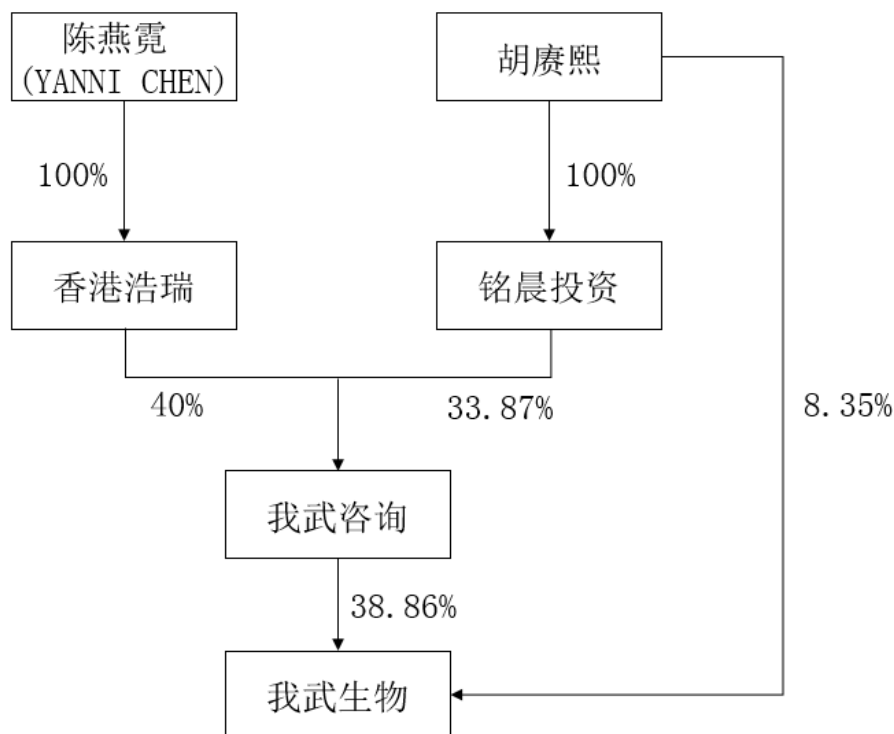 陈燕霓
(YANNI CHEN)
胡赓熙
100%
100%
香港浩瑞
铭晨投资
40%
33.87%
8.35%
我武咨询
38.86%
我武生物